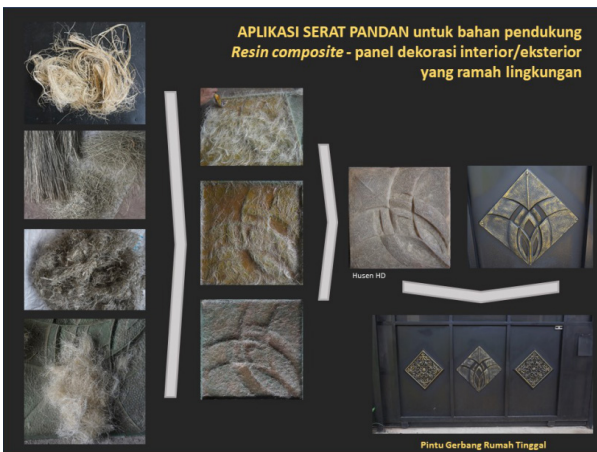 APLIKASI SERAT PANDAN untuk bahan pendukung
Resin composite - panel dekorasi interior/eksterior
yang ramah lingkungan
Husen HD
Pintu Gerbang Rumah Tinggal